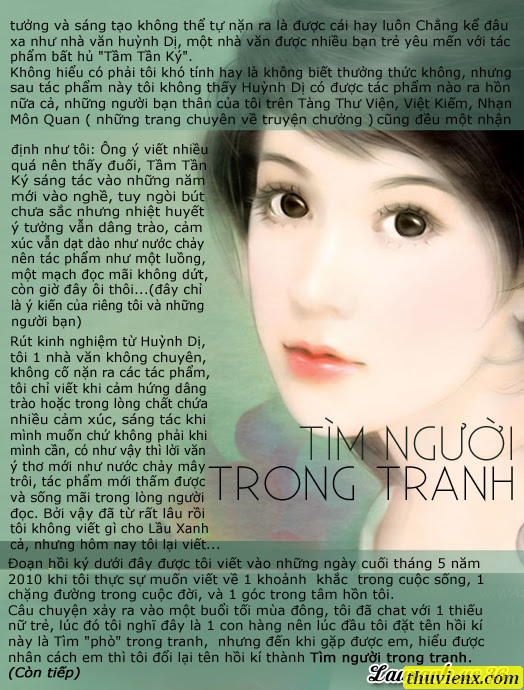 tưởng và sáng tạo không thể tự nặn ra là được cái hay luôn Chẳng kể đâu
xa như nhà văn huỳnh Dị, một nhà văn được nhiều bạn trẻ yêu mến với tác
phẩm bất hủ "Tầm Tần Ký".
Không hiểu có phải tôi khó tính hay là không biết thưởng thức không, nhưng
sau tác phẩm này tôi không thấy Huỳnh Dị có được tác phẩm nào ra hồn
nữa cả, những người bạn thân của tôi trên Tàng Thư Viện, Việt Kiếm, Nhạn
Môn Quan ( những trang chuyên về truyện chưởng ) cũng đều một nhận
định như tôi: Ông ý viết nhiều
quá nên thấy đuối, Tầm Tần
Ký sáng tác vào những năm
mới vào nghề, tuy ngòi bút
chưa sắc nhưng nhiệt huyết
ý tưởng vẫn dâng trào, cảm
xúc vẫn dạt dào như nước chảy
nên tác phẩm như một luồng,
một mạch đọc mãi không dứt,
còn giờ đây ôi thôi...(đây chỉ
là ý kiến của riêng tôi và những
người bạn)
Rút kinh nghiệm từ Huỳnh Dị,
tôi 1 nhà văn không chuyên,
không cố nặn ra các tác phẩm,
tôi chỉ viết khi cảm hứng dâng
trào hoặc trong lòng chất chứa
nhiều cảm xúc, sáng tác khi
mình muốn chứ không phải khi
mình cần, có như vậy thì lời văn
ý thơ mới như nước chảy mây
trôi, tác phẩm mới thấm được
và sống mãi trong lòng người
đọc. Bởi vậy đã từ rất lâu rồi
tôi không viết gì cho Lầu Xanh
cả, nhưng hôm nay tôi lại viết...
TÌM NGƯỜI
TRONG TRANH
Đoạn hồi ký dưới đây được tôi viết vào những ngày cuối tháng 5 năm
2010 khi tôi thực sự muốn viết về 1 khoảnh khắc trong cuộc sống, 1
chặng đường trong cuộc đời, và 1 góc trong tâm hồn tôi.
Câu chuyện xảy ra vào một buổi tối mùa đông, tôi đã chat với 1 thiếu
nữ trẻ, lúc đó tôi nghĩ đây là 1 con hàng nên lúc đầu tôi đặt tên hồi kí
này là Tìm "phò" trong tranh, nhưng đến khi gặp được em, hiểu được
nhân cách em thì tôi đổi lại tên hồi kí thành Tìm người trong tranh.
(Còn tiếp)
thuvienx.com